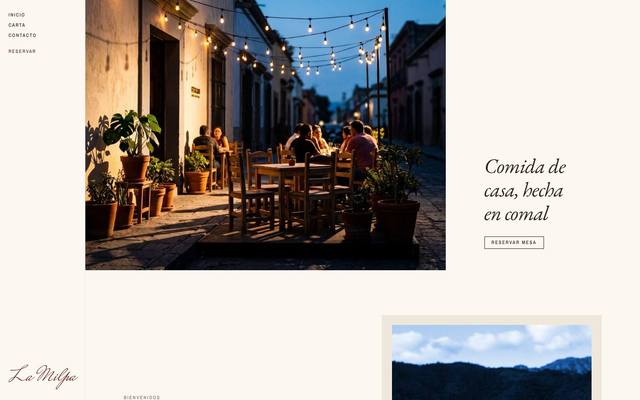 INICIO
CARTA
CONTACTO
RESERVAR
Comida de
casa, hecha
en comal
RESERVAR MESA
La Milpa
BIENVENIDOS